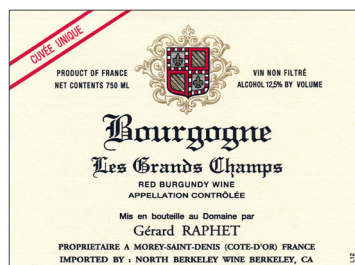 CUVÉE UNIQUE
PRODUCT OF FRANCE
NET CONTENTS 750 ML
VIN NON FILTRÉ
ALCOHOL 12,5% BY VOLUME
Bourgogne
Les Grands Champs
RED BURGUNDY WINE
APPELLATION CONTRÔLÉE
Mis en bouteille au Domaine par
Gérard RAPHET
PROPRIETAIRE A MOREY-SAINT-DENIS (COTE-D'OR) FRANCE
IMPORTED BY : NORTH BERKELEY WINE BERKELEY, CA
L12